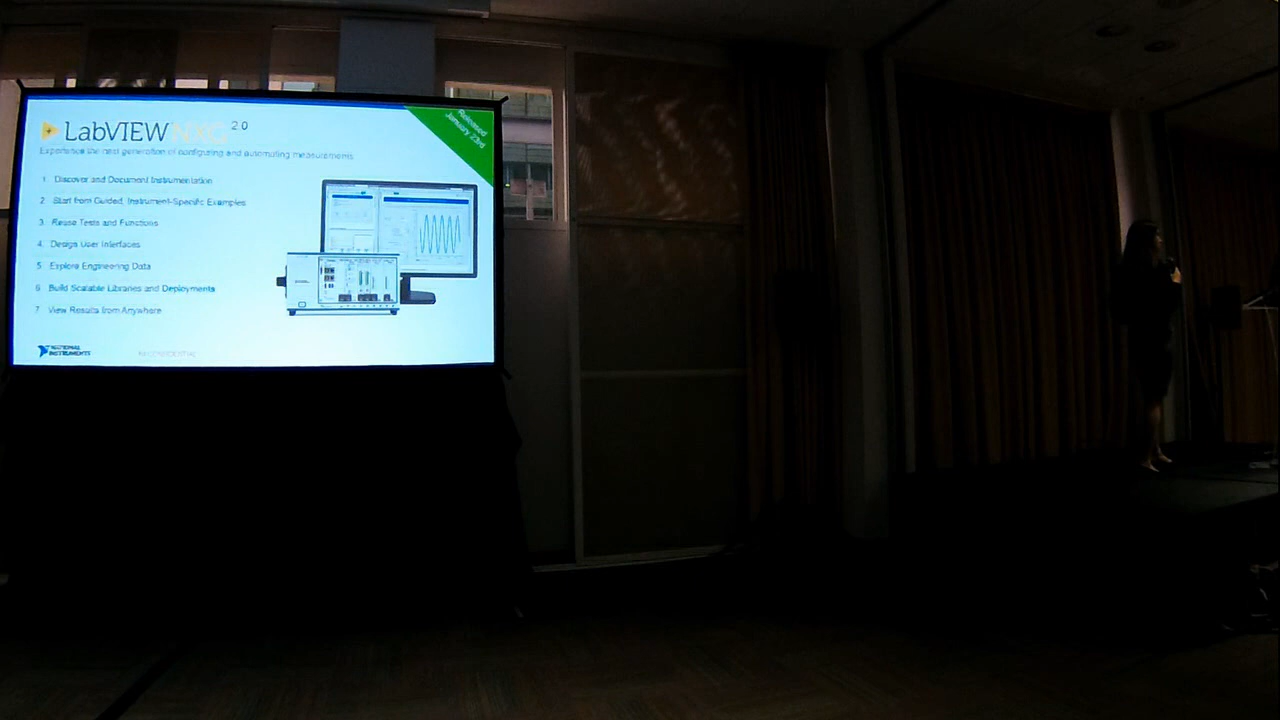 LabVIEW NXG 2.0
Experience the next generation of configuring and automating measurements
Released
January 23rd
1. Discover and Document Instrumentation
2. Start from Guided, Instrument-Specific Examples
3. Reuse Tests and Functions
4. Design User Interfaces
5. Explore Engineering Data
6. Build Scalable Libraries and Deployments
7. View Results from Anywhere
NATIONAL
INSTRUMENTS
NI CONFIDENTIAL